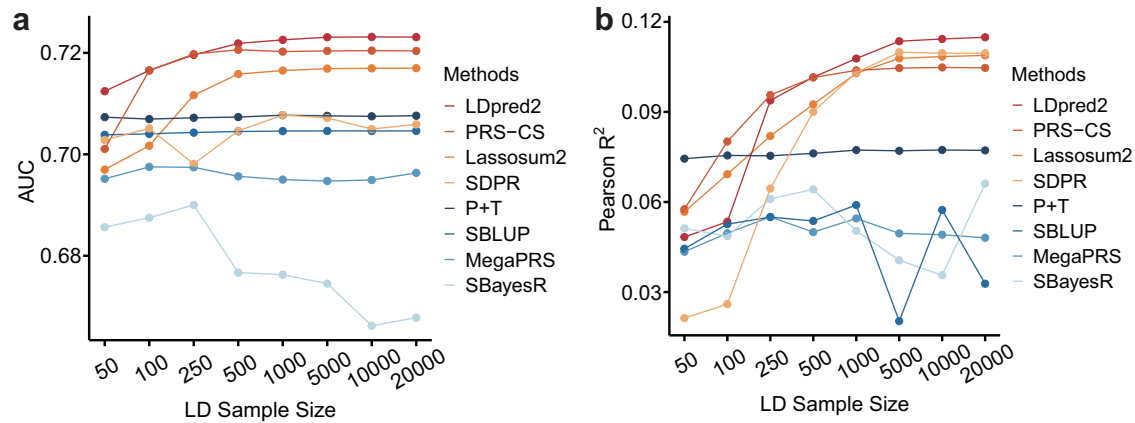 a
AUC
0.72
0.70
0.68
50
100
250
500
1000
5000
10000
20000
LD Sample Size
Methods
LDpred2
PRS−CS
Lassosum2
SDPR
P+T
SBLUP
MegaPRS
SBayesR
b
Pearson R²
0.12
0.09
0.06
0.03
50
100
250
500
1000
5000
10000
20000
LD Sample Size
Methods
LDpred2
PRS−CS
Lassosum2
SDPR
P+T
SBLUP
MegaPRS
SBayesR